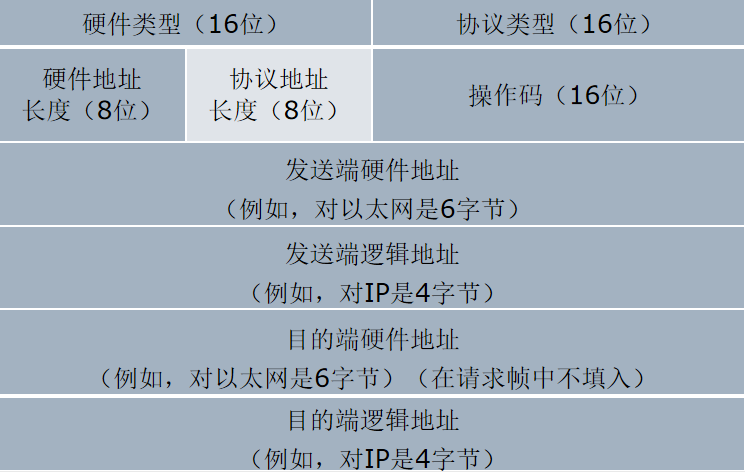 硬件类型（16位）
协议类型（16位）
硬件地址
长度（8位）
协议地址
长度（8位）
操作码（16位）
发送端硬件地址
（例如，对以太网是6字节）
发送端逻辑地址
（例如，对IP是4字节）
目的端硬件地址
（例如，对以太网是6字节）（在请求帧中不填入）
目的端逻辑地址
（例如，对IP是4字节）